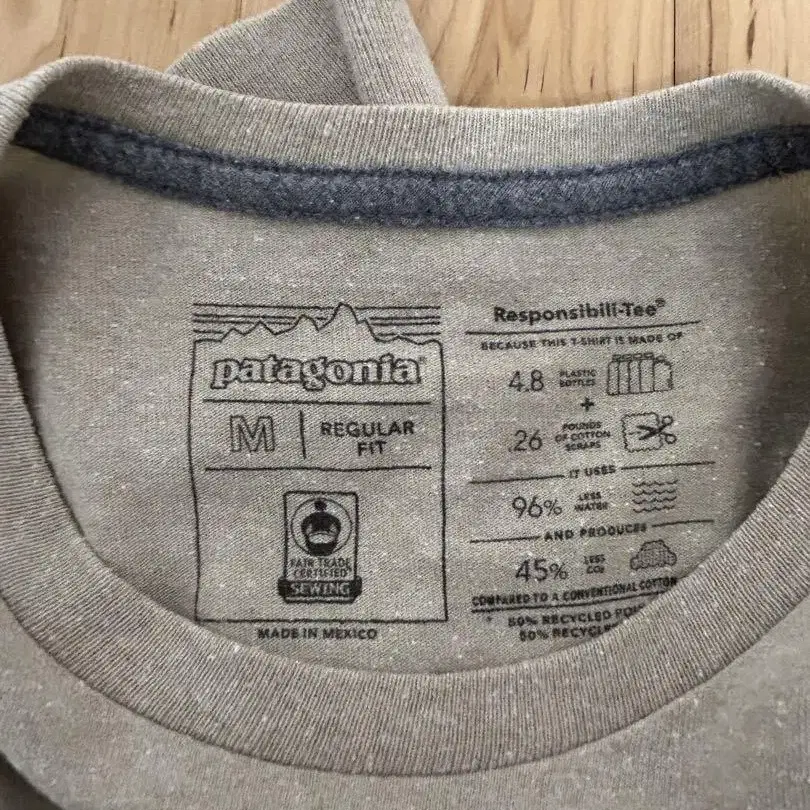 patagonia®
M
REGULAR
FIT
FAIR TRADE
CERTIFIED
SEWING
MADE IN MEXICO
Responsibili-Tee®
BECAUSE THIS T-SHIRT IS MADE OF
4.8 PLASTIC
BOTTLES
+
.26 POUNDS
OF COTTON
SCRAPS
IT USES
96% LESS
WATER
AND PRODUCES
45% LESS
CO2
COMPARED TO A CONVENTIONAL COTTON
50% RECYCLED
50%